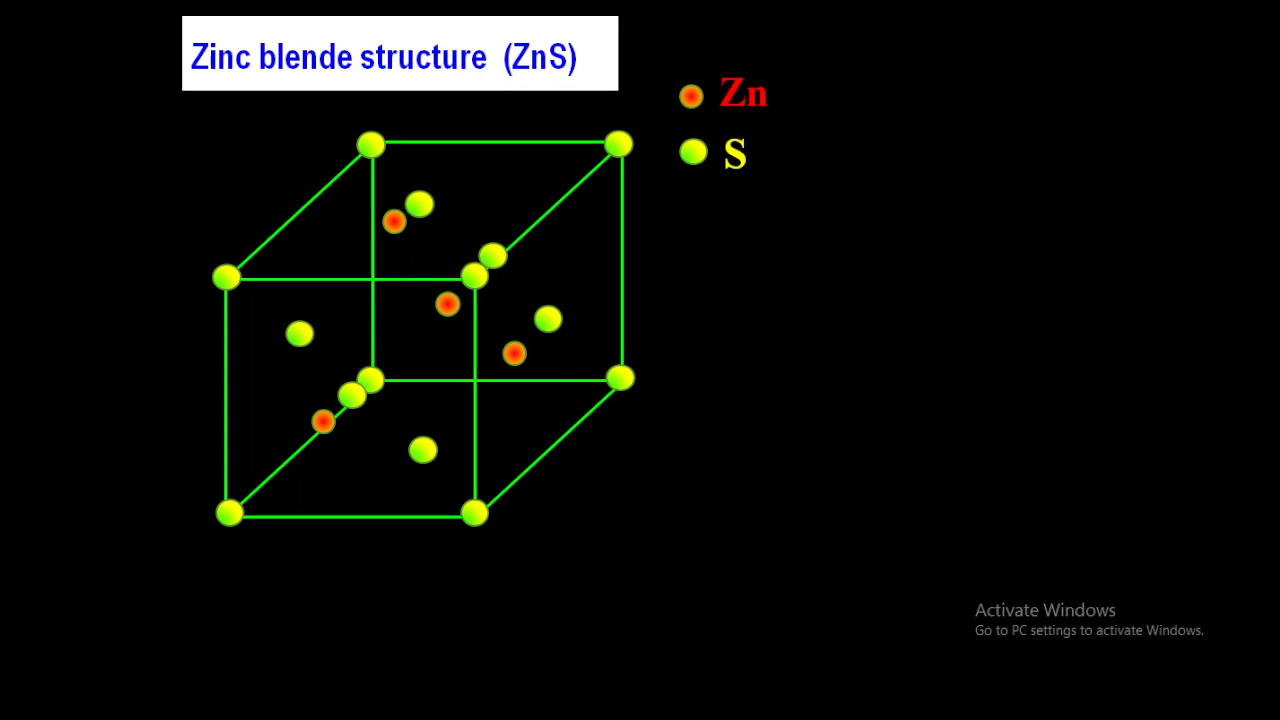 Zinc blende structure (ZnS)
Zn
S
Activate Windows
Go to PC settings to activate Windows.